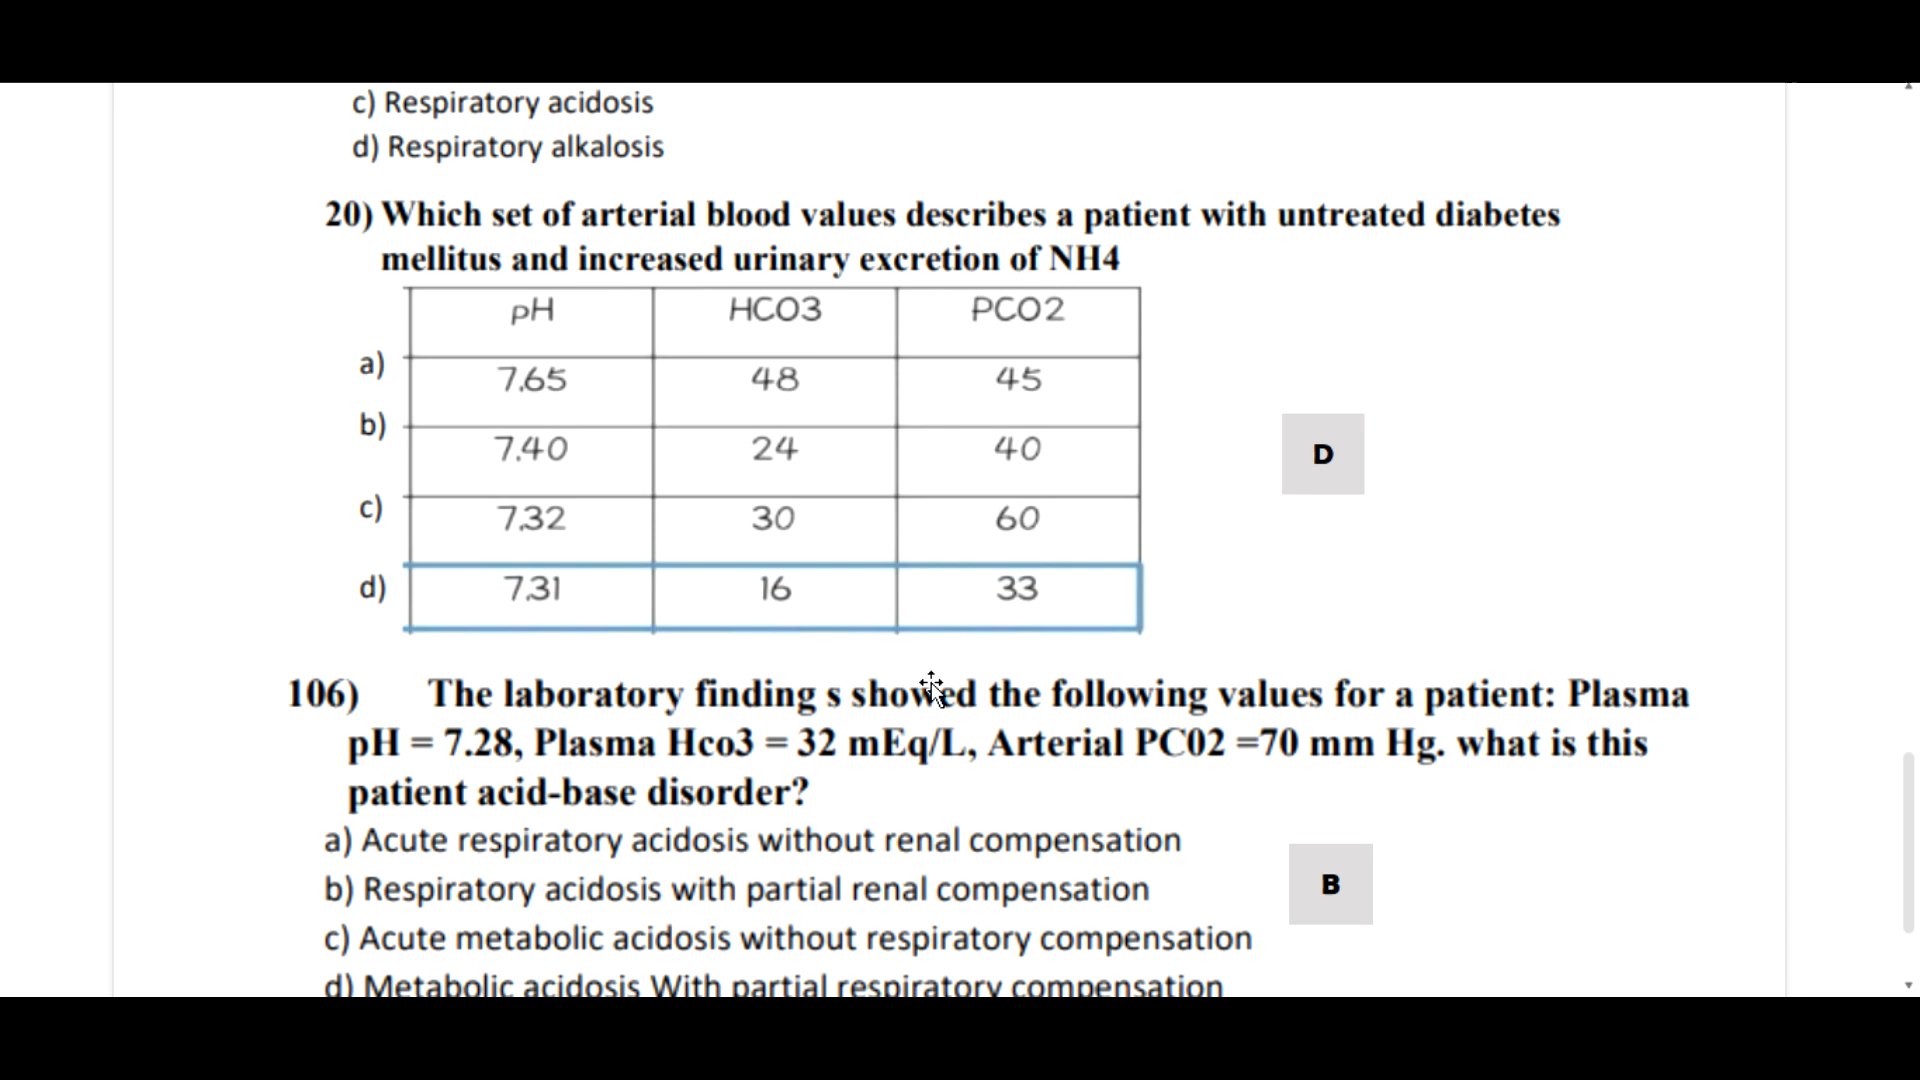 c) Respiratory acidosis
d) Respiratory alkalosis
20) Which set of arterial blood values describes a patient with untreated diabetes
mellitus and increased urinary excretion of NH4
pH HCO3 PCO2
a) 7.65 48 45
b) 7.40 24 40
c) 7.32 30 60
d) 7.31 16 33
D
106) The laboratory finding s showed the following values for a patient: Plasma
pH = 7.28, Plasma Hco3 = 32 mEq/L, Arterial PC02 =70 mm Hg. what is this
patient acid-base disorder?
a) Acute respiratory acidosis without renal compensation
b) Respiratory acidosis with partial renal compensation
B
c) Acute metabolic acidosis without respiratory compensation
d) Metabolic acidosis With partial respiratory compensation